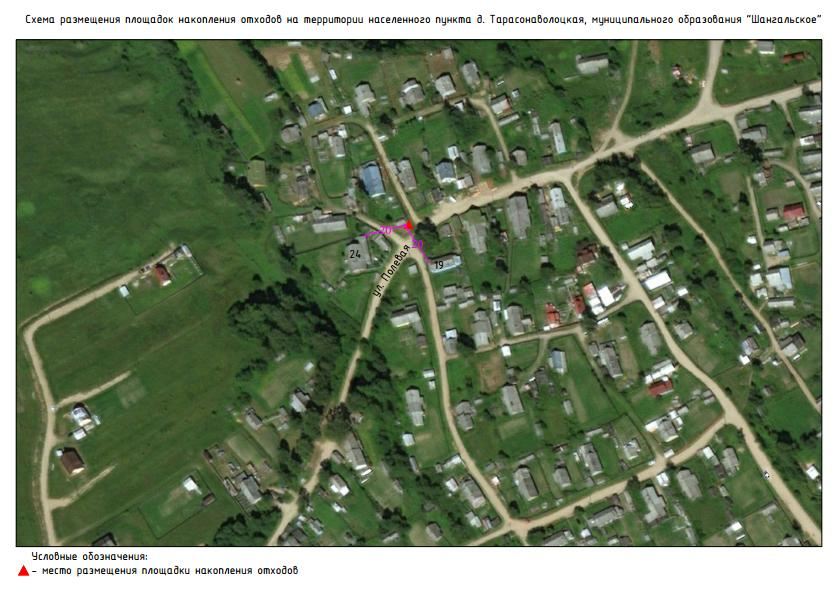 Схема размещения площадок накопления отходов на территории населенного пункта д. Тарасонаволоцкая, муниципального образования "Шангальское"
20
24
19
ул. Полевая
Условные обозначения:
- место размещения площадки накопления отходов